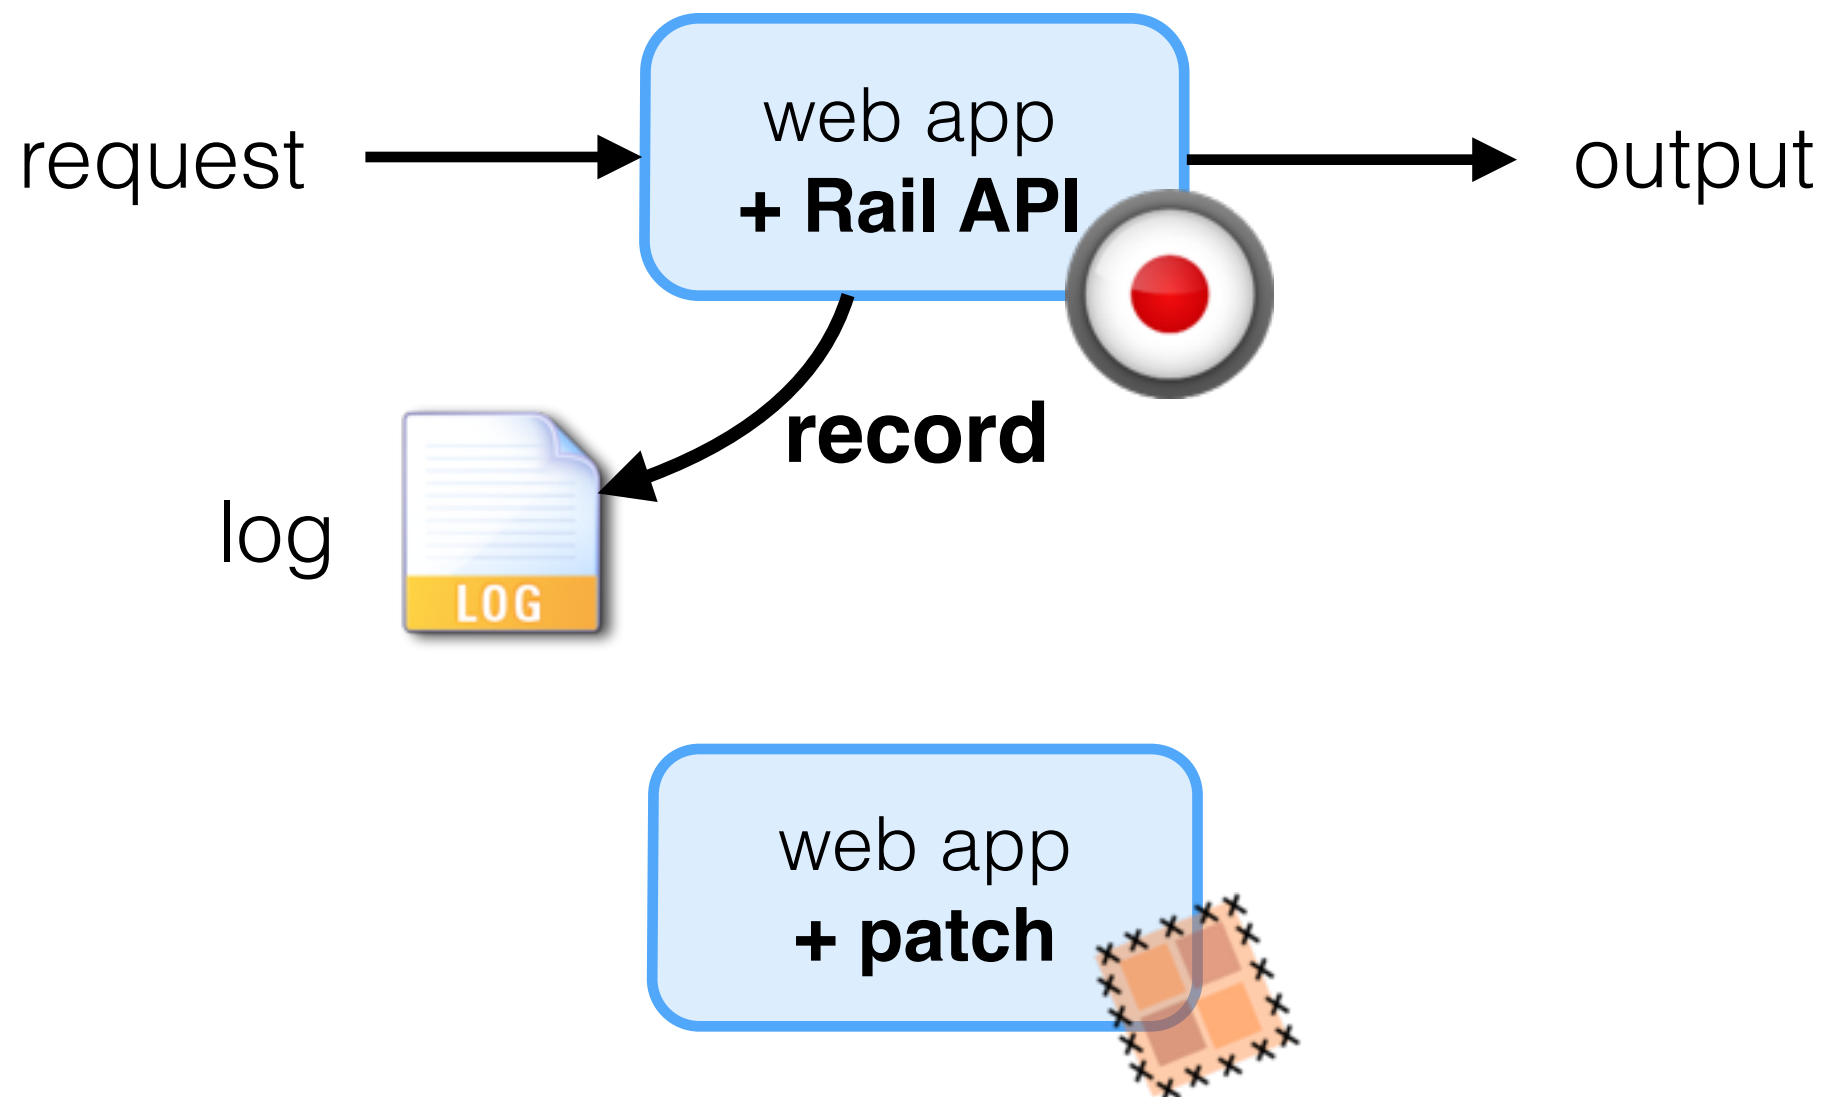 request
web app
+ Rail API
output
record
log
LOG
web app
+ patch